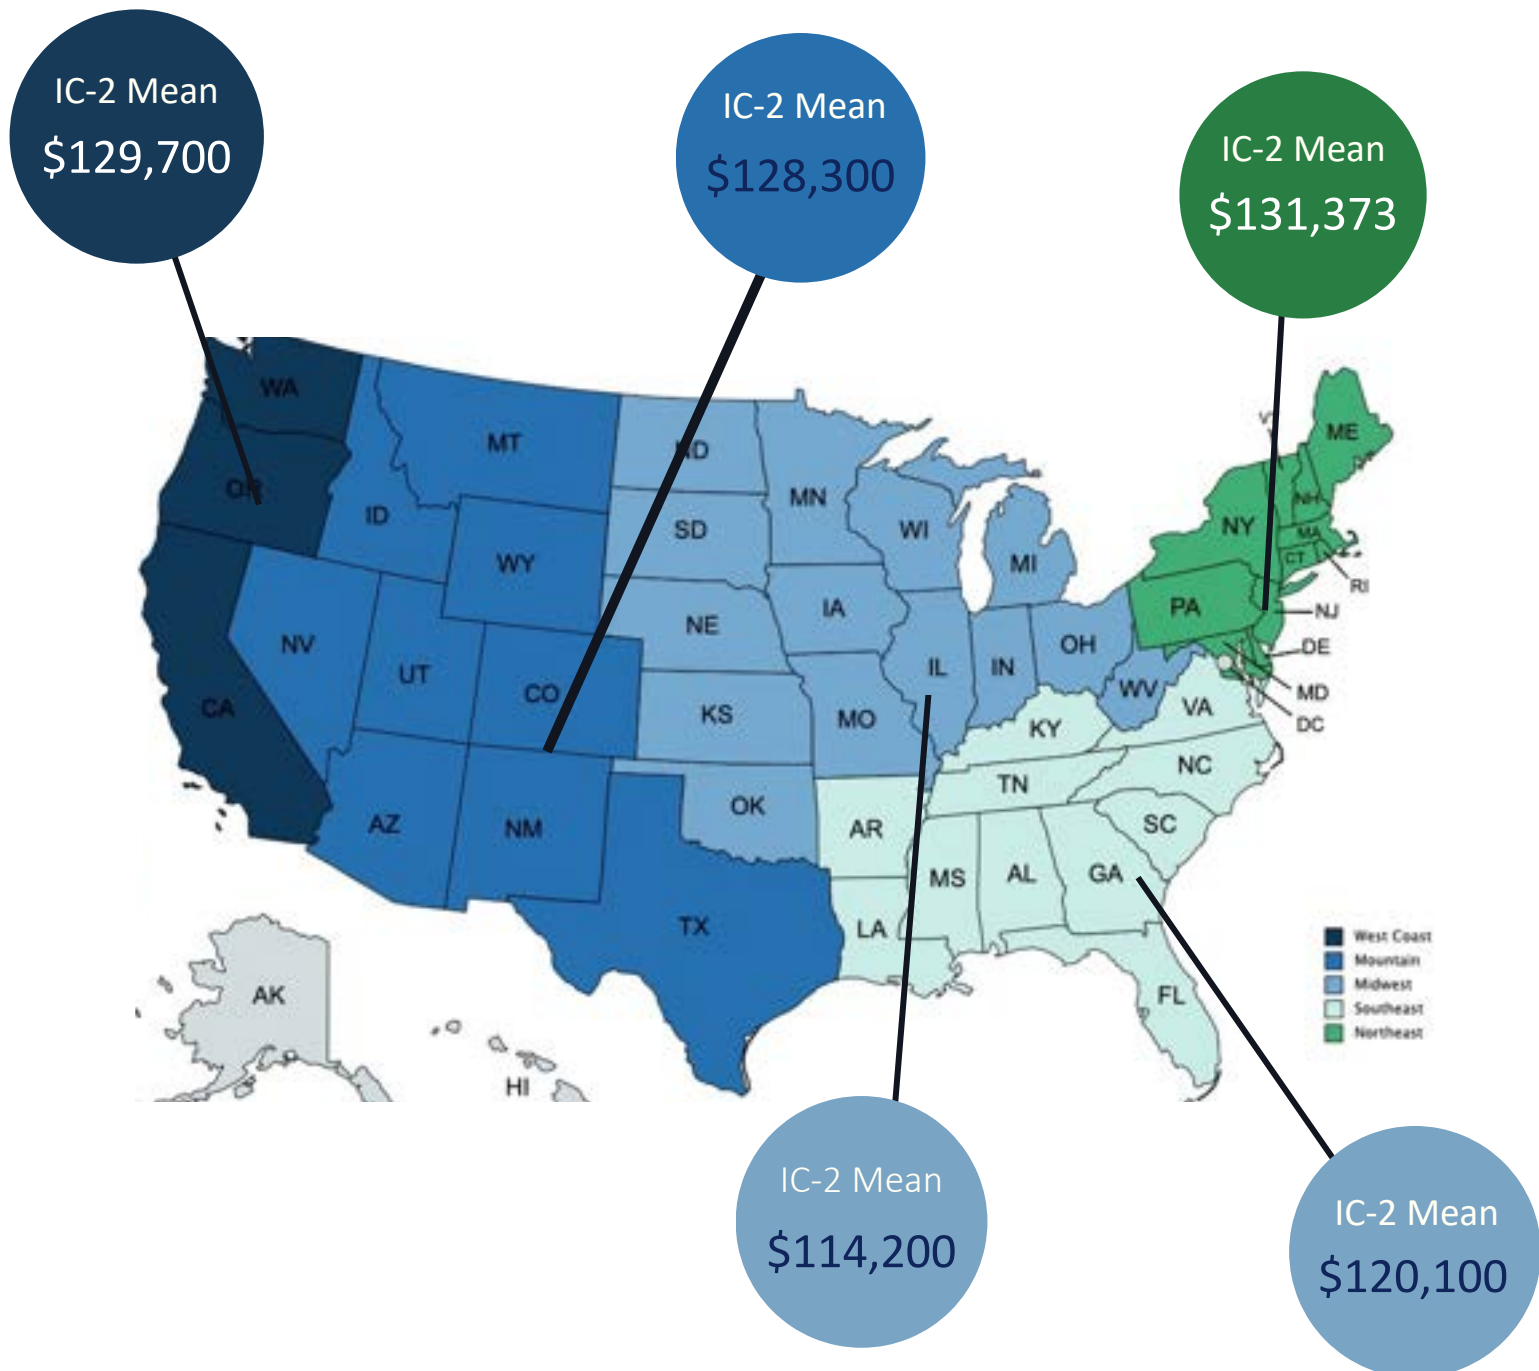 IC-2 Mean
$129,700
IC-2 Mean
$128,300
IC-2 Mean
$131,373
WA
OR
CA
MT
ID
WY
NV
UT
CO
AZ
NM
TX
ND
SD
NE
KS
OK
MN
IA
MO
WI
MI
IL
IN
OH
WV
KY
VA
TN
NC
AR
SC
MS
AL
GA
LA
FL
ME
NH
NY
MA
CT
RI
PA
NJ
DE
MD
DC
AK
HI
West Coast
Mountain
Midwest
Southeast
Northeast
IC-2 Mean
$114,200
IC-2 Mean
$120,100